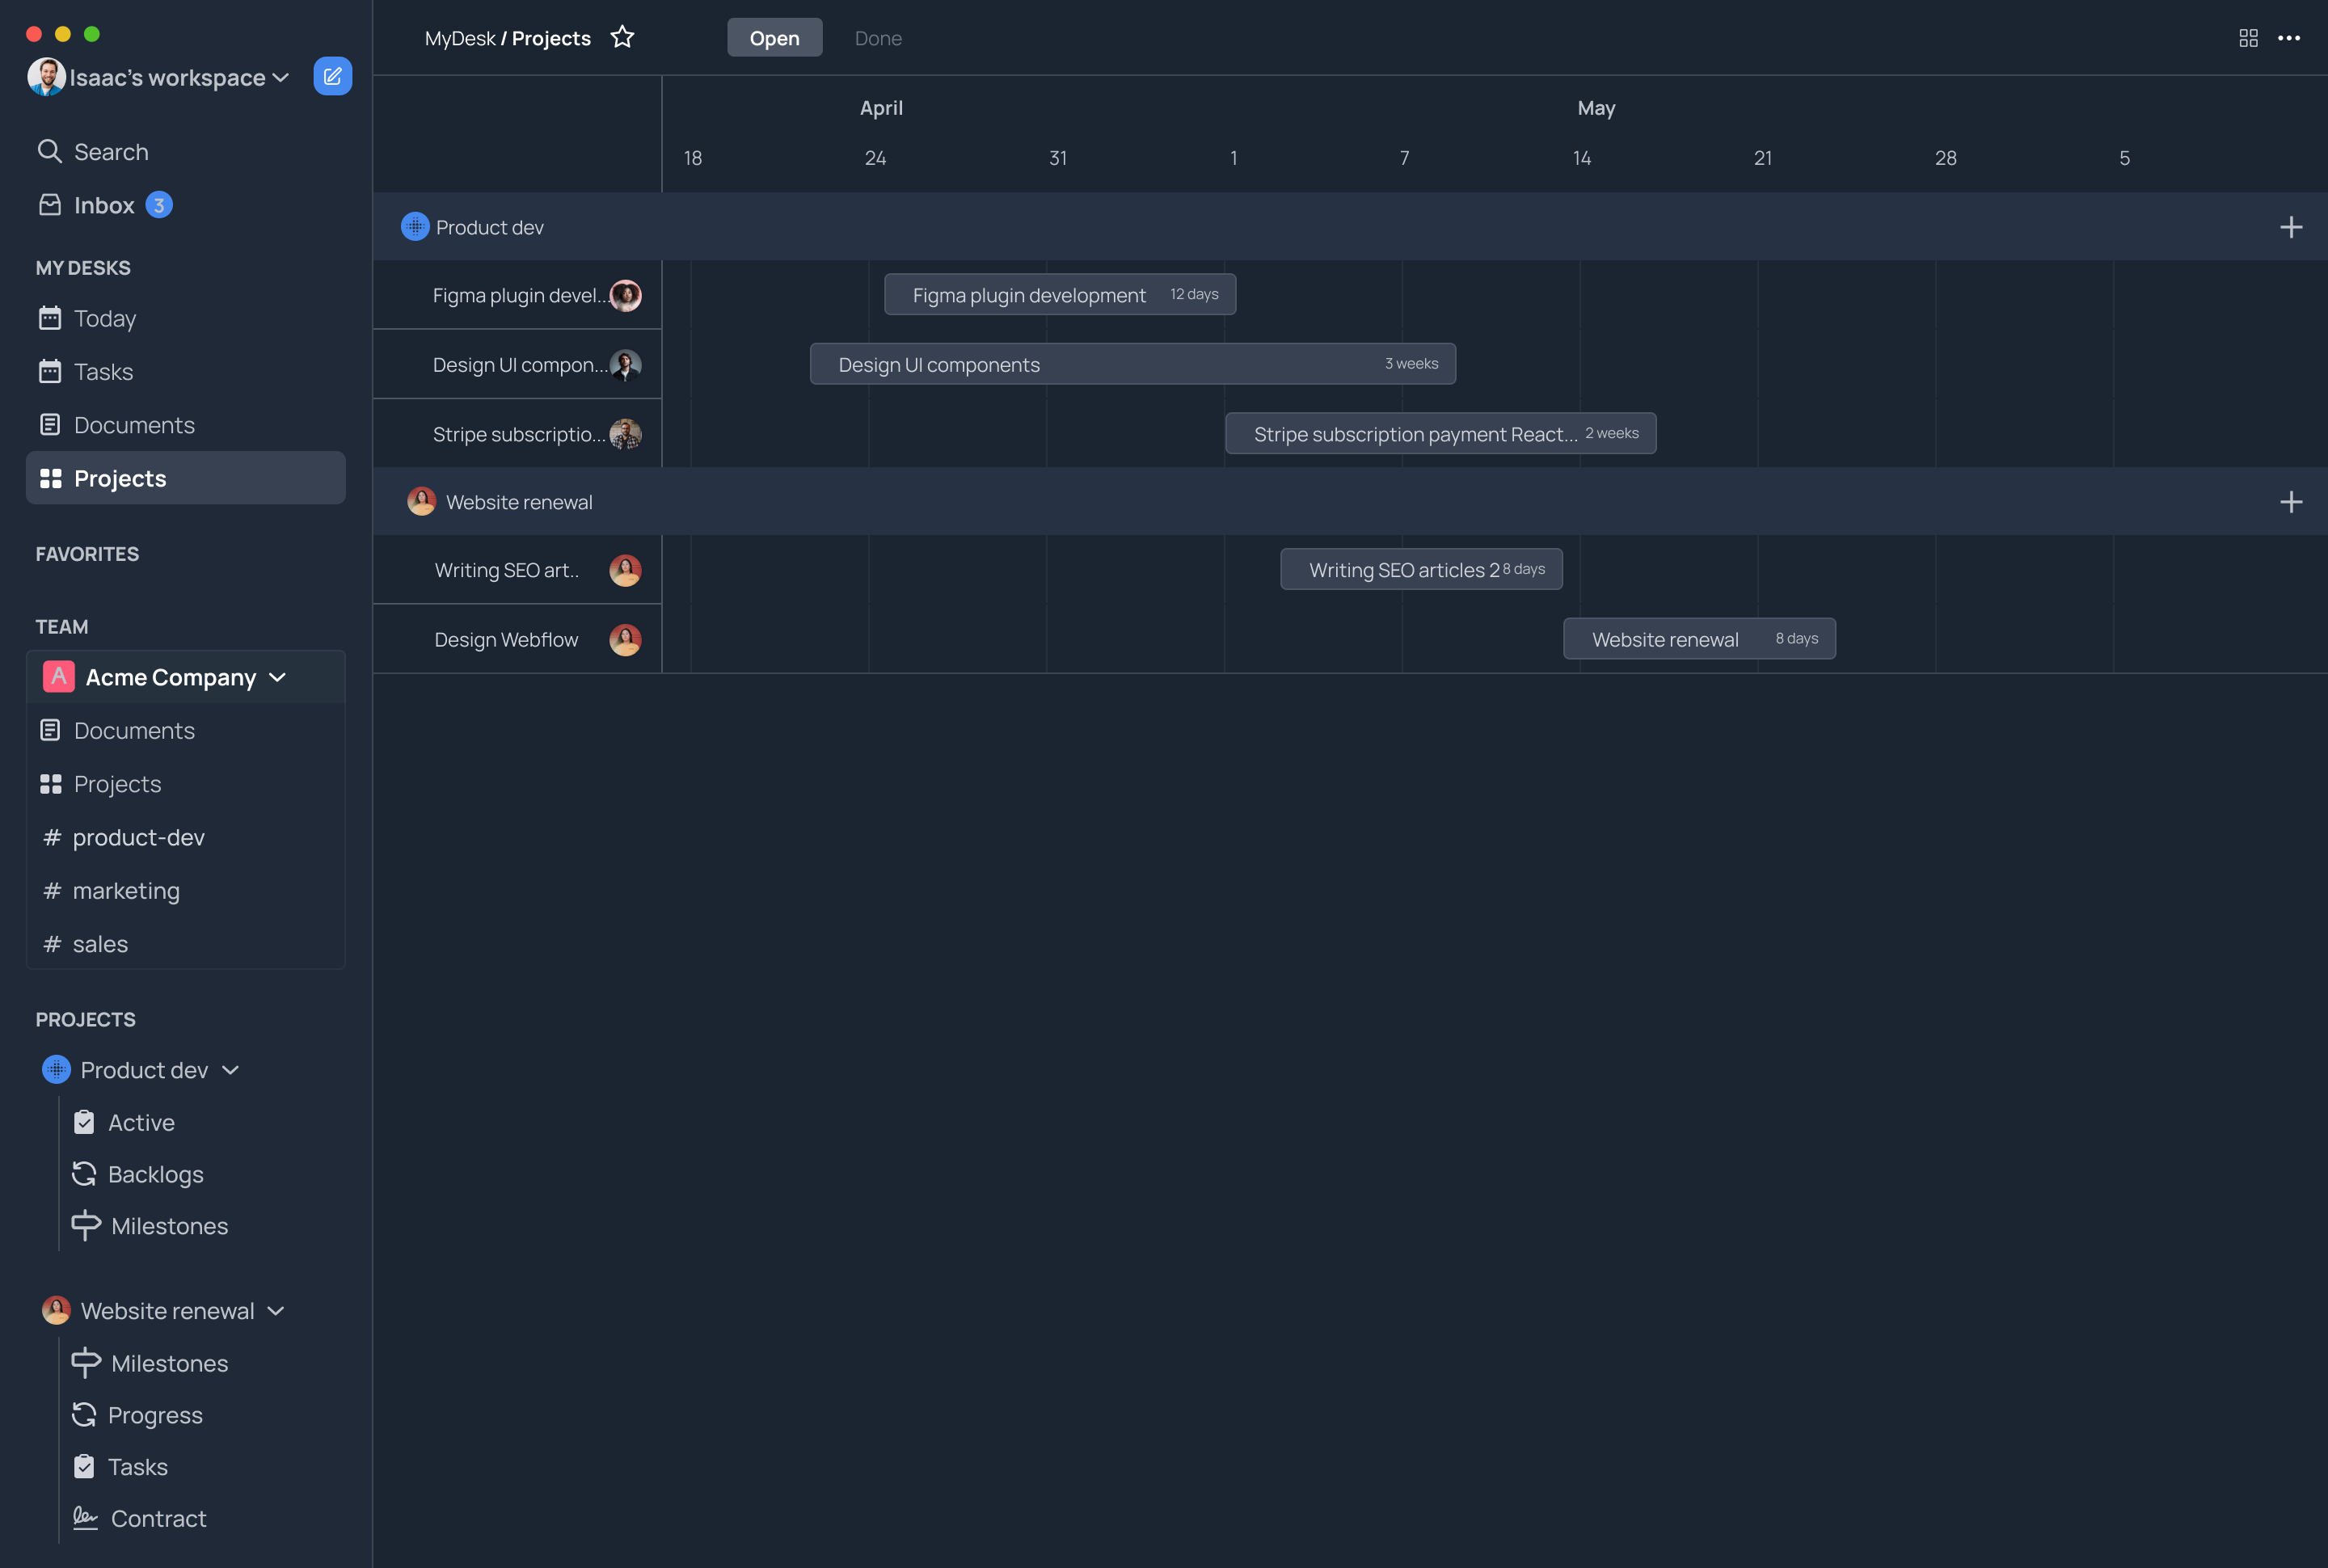 Isaac's workspace
Search
Inbox 3
MY DESKS
Today
Tasks
Documents
Projects
FAVORITES
TEAM
A Acme Company
Documents
Projects
# product-dev
# marketing
# sales
PROJECTS
Product dev
Active
Backlogs
Milestones
Website renewal
Milestones
Progress
Tasks
Contract
MyDesk / Projects
Open Done
April May
18 24 31 1 7 14 21 28 5
Product dev
Figma plugin devel... Figma plugin development 12 days
Design UI compon... Design UI components 3 weeks
Stripe subscriptio... Stripe subscription payment React... 2 weeks
Website renewal
Writing SEO art.. Writing SEO articles 2 8 days
Design Webflow Website renewal 8 days